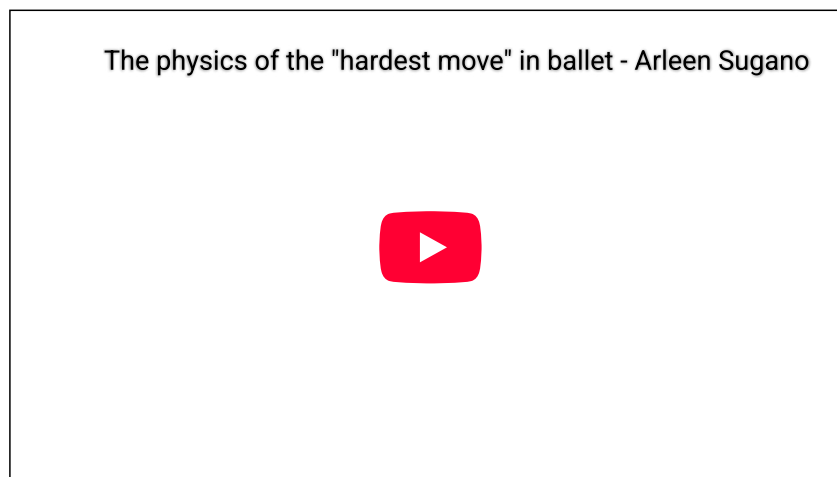 The physics of the "hardest move" in ballet - Arleen Sugano